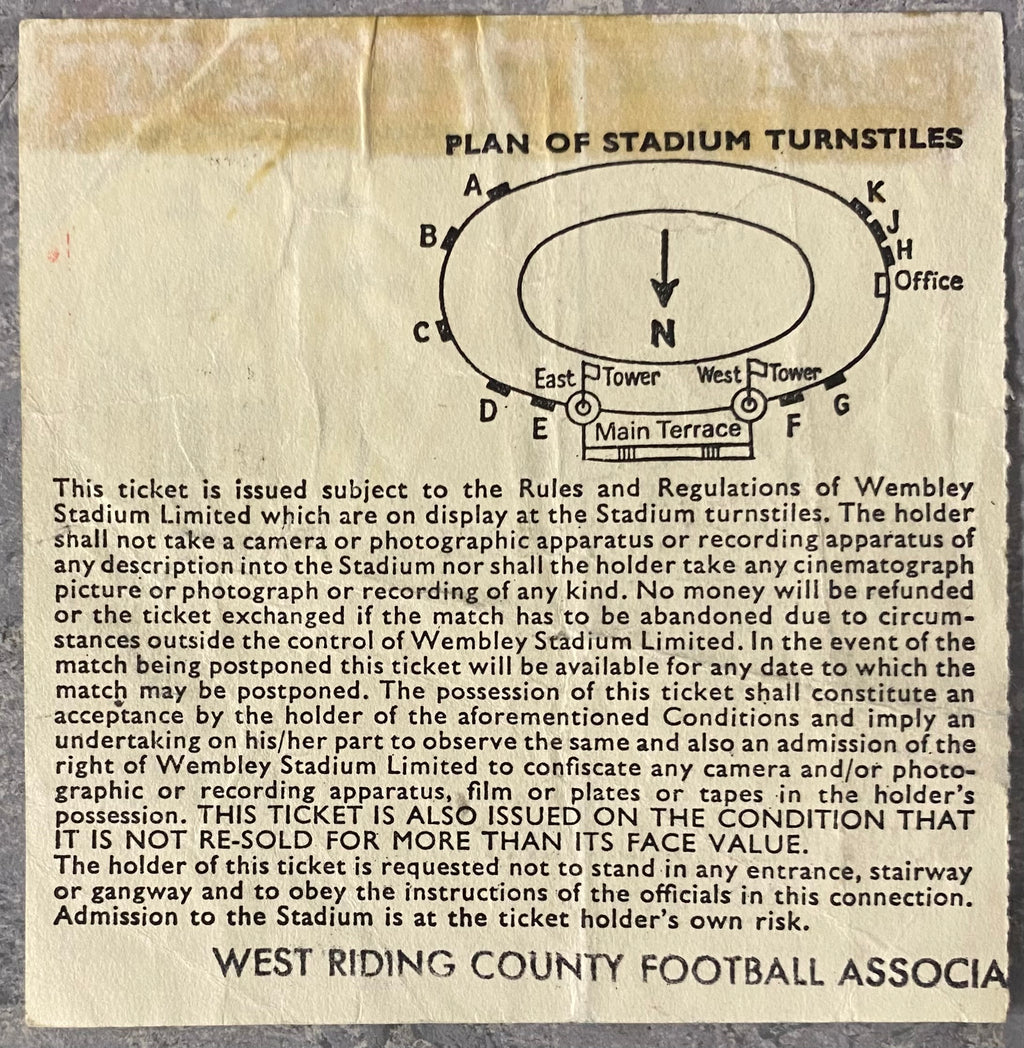 PLAN OF STADIUM TURNSTILES
A
K
J
B
H
Office
C
N
East Tower
West Tower
D
E
F
G
Main Terrace
This ticket is issued subject to the Rules and Regulations of Wembley
Stadium Limited which are on display at the Stadium turnstiles. The holder
shall not take a camera or photographic apparatus or recording apparatus of
any description into the Stadium nor shall the holder take any cinematograph
picture or photograph or recording of any kind. No money will be refunded
or the ticket exchanged if the match has to be abandoned due to circum-
stances outside the control of Wembley Stadium Limited. In the event of the
match being postponed this ticket will be available for any date to which the
match may be postponed. The possession of this ticket shall constitute an
acceptance by the holder of the aforementioned Conditions and imply an
undertaking on his/her part to observe the same and also an admission of the
right of Wembley Stadium Limited to confiscate any camera and/or photo-
graphic or recording apparatus, film or plates or tapes in the holder's
possession. THIS TICKET IS ALSO ISSUED ON THE CONDITION THAT
IT IS NOT RE-SOLD FOR MORE THAN ITS FACE VALUE.
The holder of this ticket is requested not to stand in any entrance, stairway
or gangway and to obey the instructions of the officials in this connection.
Admission to the Stadium is at the ticket holder's own risk.
WEST RIDING COUNTY FOOTBALL ASSOCIA